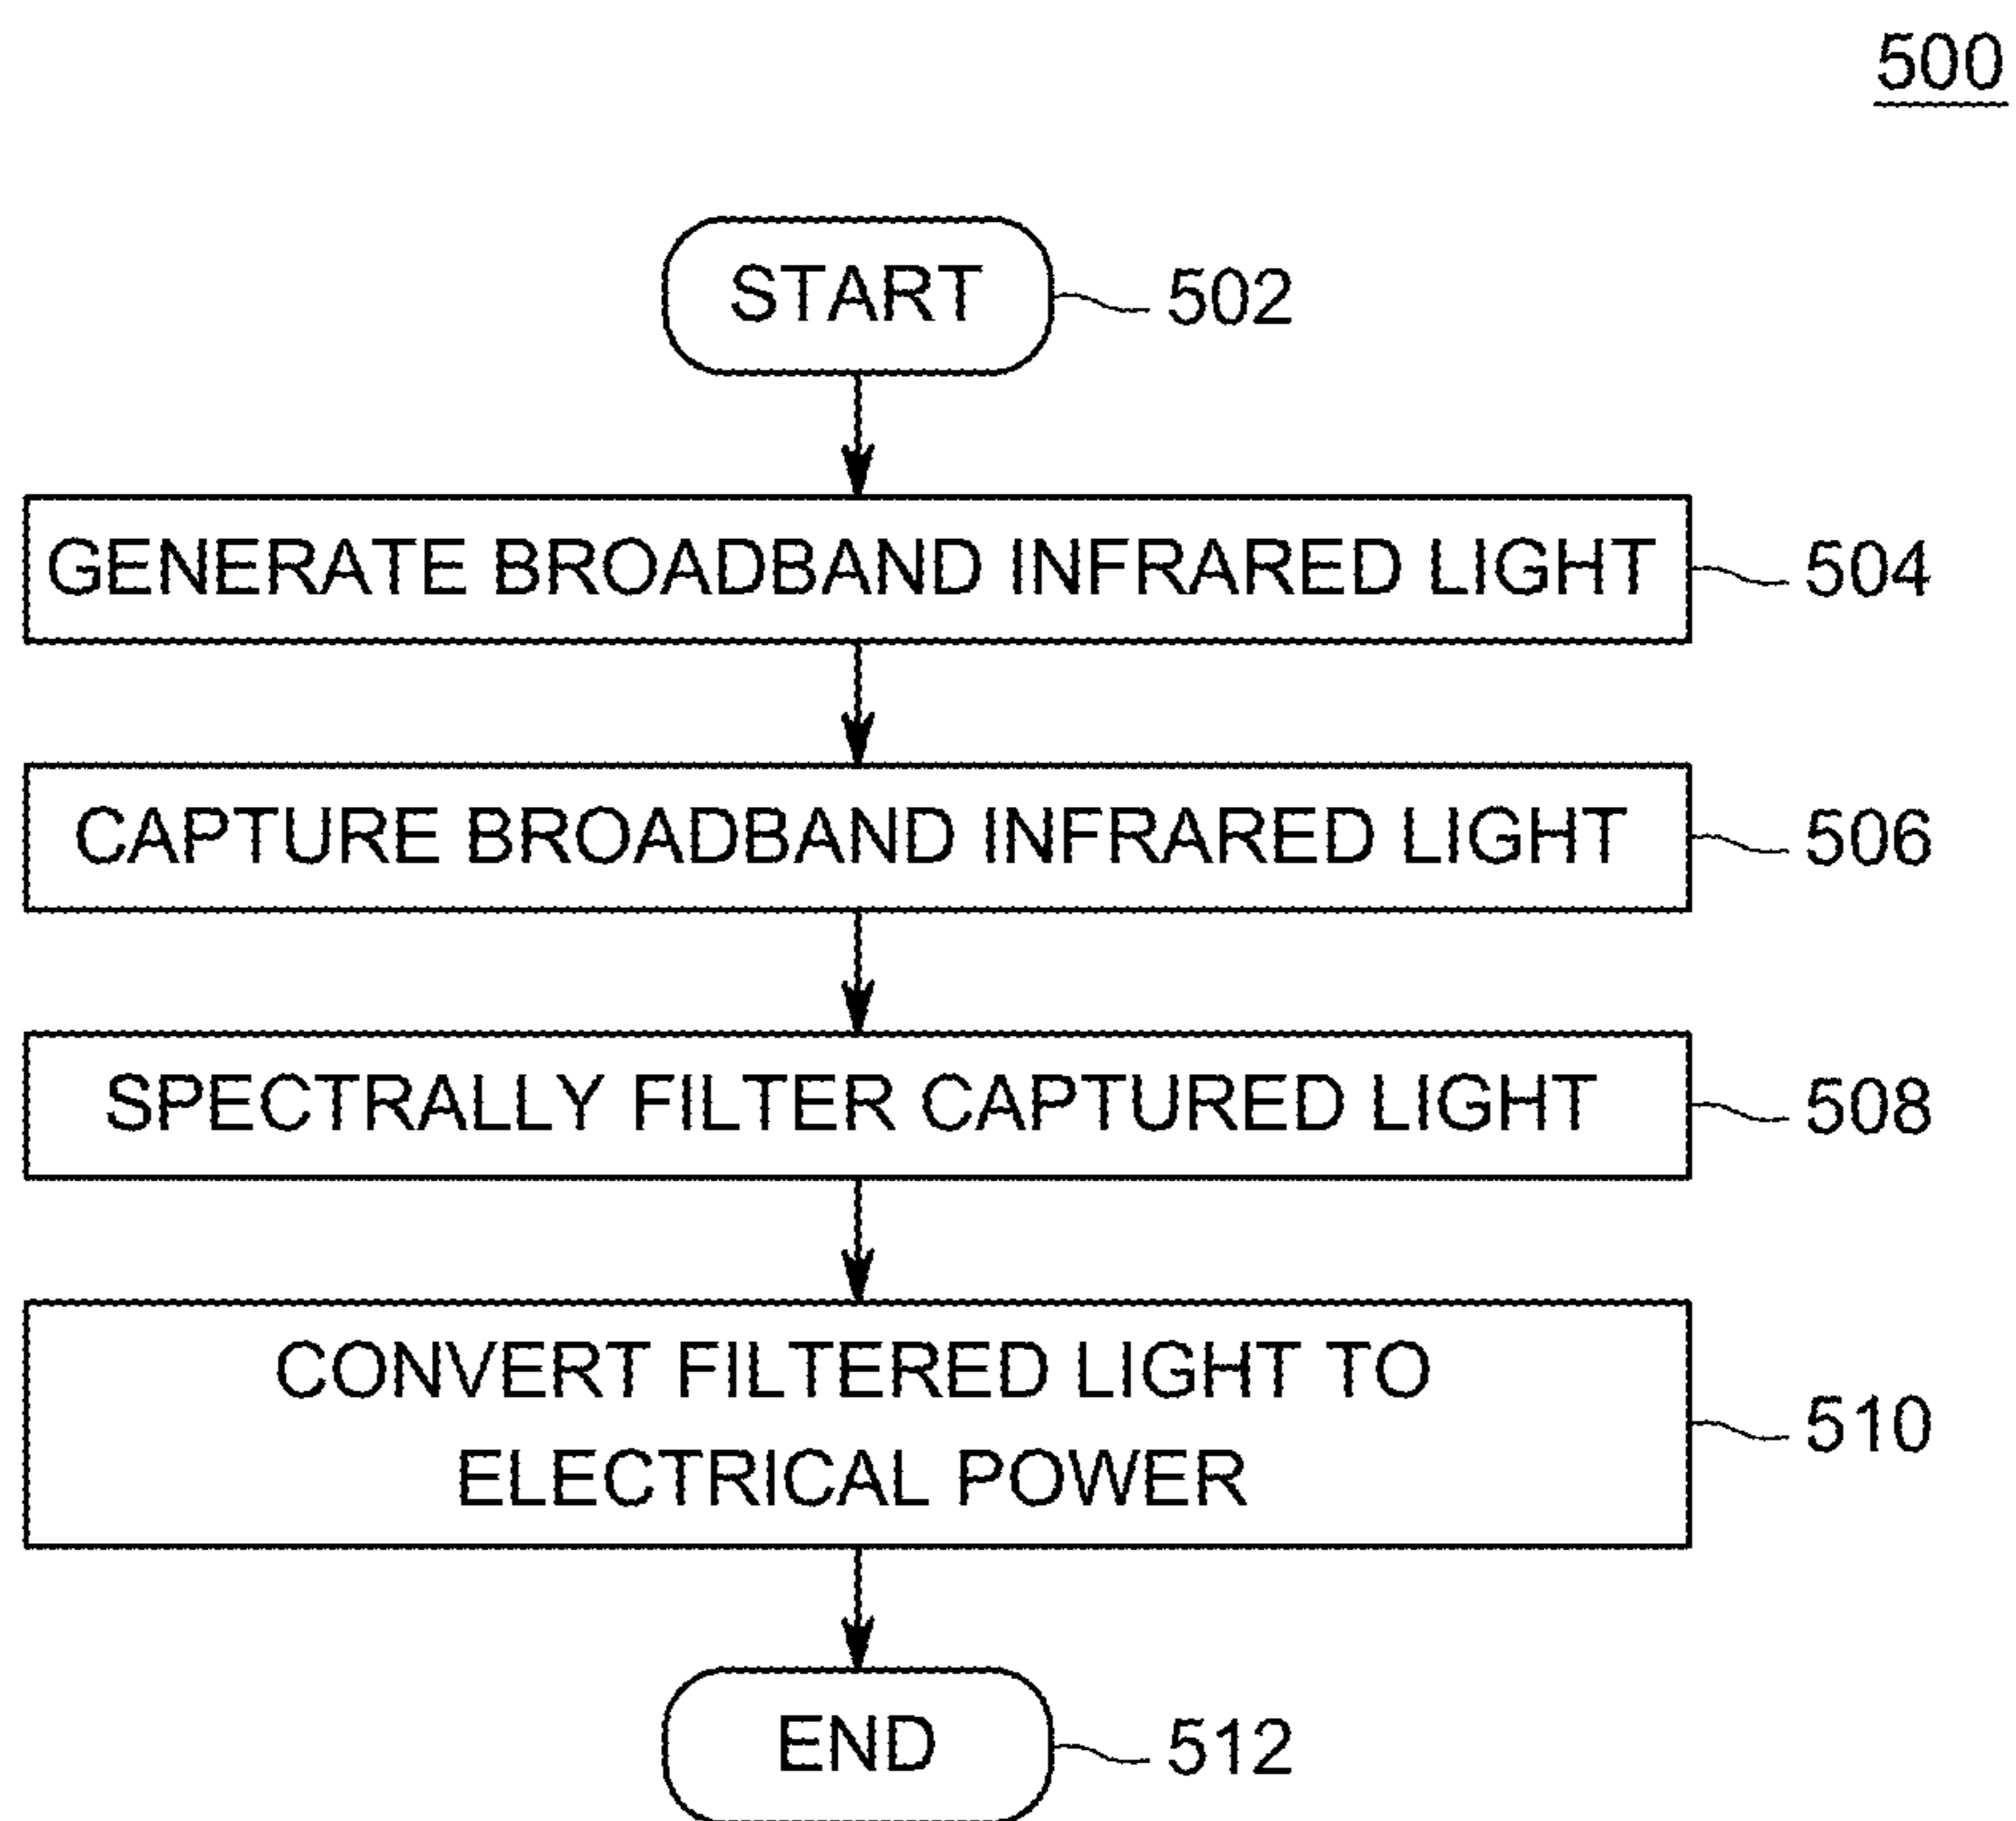 500
START
502
GENERATE BROADBAND INFRARED LIGHT
504
CAPTURE BROADBAND INFRARED LIGHT
506
SPECTRALLY FILTER CAPTURED LIGHT
508
CONVERT FILTERED LIGHT TO
ELECTRICAL POWER
510
END
512